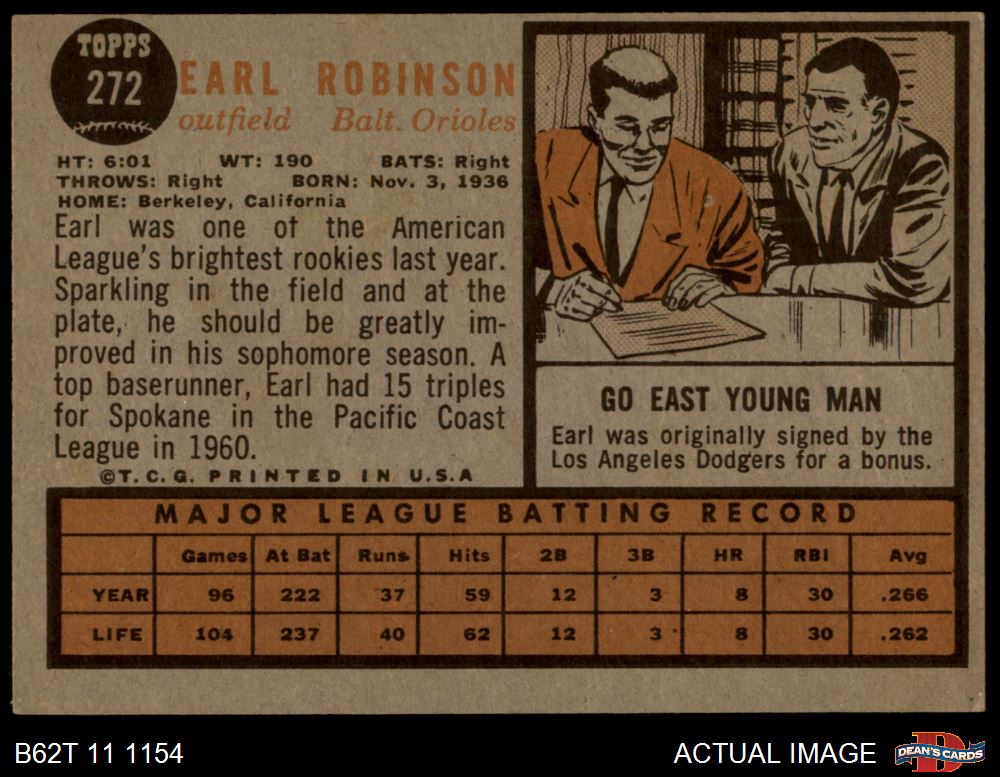 TOPPS
272
EARL ROBINSON
outfield Balt. Orioles
HT: 6:01 WT: 190 BATS: Right
THROWS: Right BORN: Nov. 3, 1936
HOME: Berkeley, California
Earl was one of the American
League's brightest rookies last year.
Sparkling in the field and at the
plate, he should be greatly im-
proved in his sophomore season. A
top baserunner, Earl had 15 triples
for Spokane in the Pacific Coast
League in 1960.
©T.C.G. PRINTED IN U.S.A
GO EAST YOUNG MAN
Earl was originally signed by the
Los Angeles Dodgers for a bonus.
MAJOR LEAGUE BATTING RECORD
Games At Bat Runs Hits 2B 3B HR RBI Avg
YEAR 96 222 37 59 12 3 8 30 .266
LIFE 104 237 40 62 12 3 8 30 .262
B62T 11 1154 ACTUAL IMAGE DEAN'S CARDS